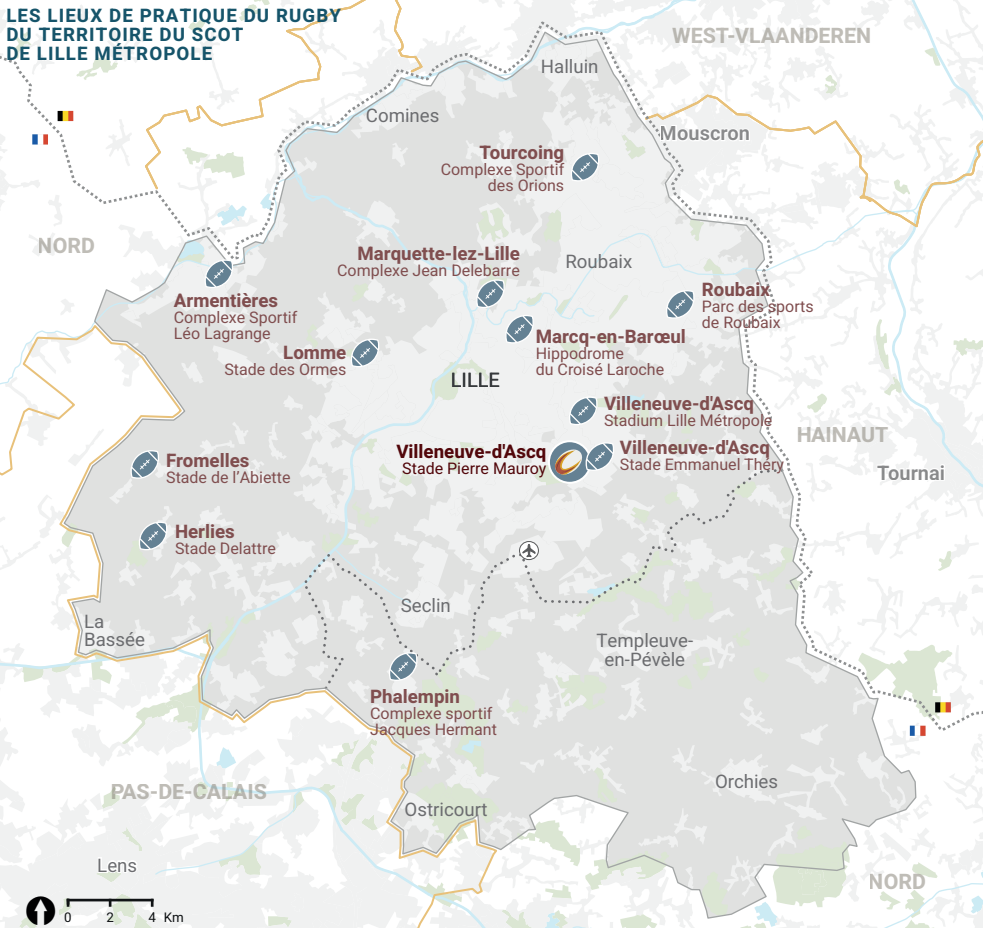 LES LIEUX DE PRATIQUE DU RUGBY
DU TERRITOIRE DU SCOT
DE LILLE MÉTROPOLE
WEST-VLAANDEREN
Halluin
Comines
Mouscron
Tourcoing
Complexe Sportif
des Orions
NORD
Marquette-lez-Lille
Complexe Jean Delebarre
Roubaix
Armentières
Complexe Sportif
Léo Lagrange
Roubaix
Parc des sports
de Roubaix
Marcq-en-Barœul
Hippodrome
du Croisé Laroche
Lomme
Stade des Ormes
LILLE
Villeneuve-d'Ascq
Stadium Lille Métropole
HAINAUT
Villeneuve-d'Ascq
Stade Pierre Mauroy
Villeneuve-d'Ascq
Stade Emmanuel Théry
Tournai
Fromelles
Stade de l'Abiette
Herlies
Stade Delattre
Seclin
La
Bassée
Templeuve-
en-Pévèle
Phalempin
Complexe sportif
Jacques Hermant
PAS-DE-CALAIS
Orchies
Ostricourt
Lens
NORD
0 2 4 Km